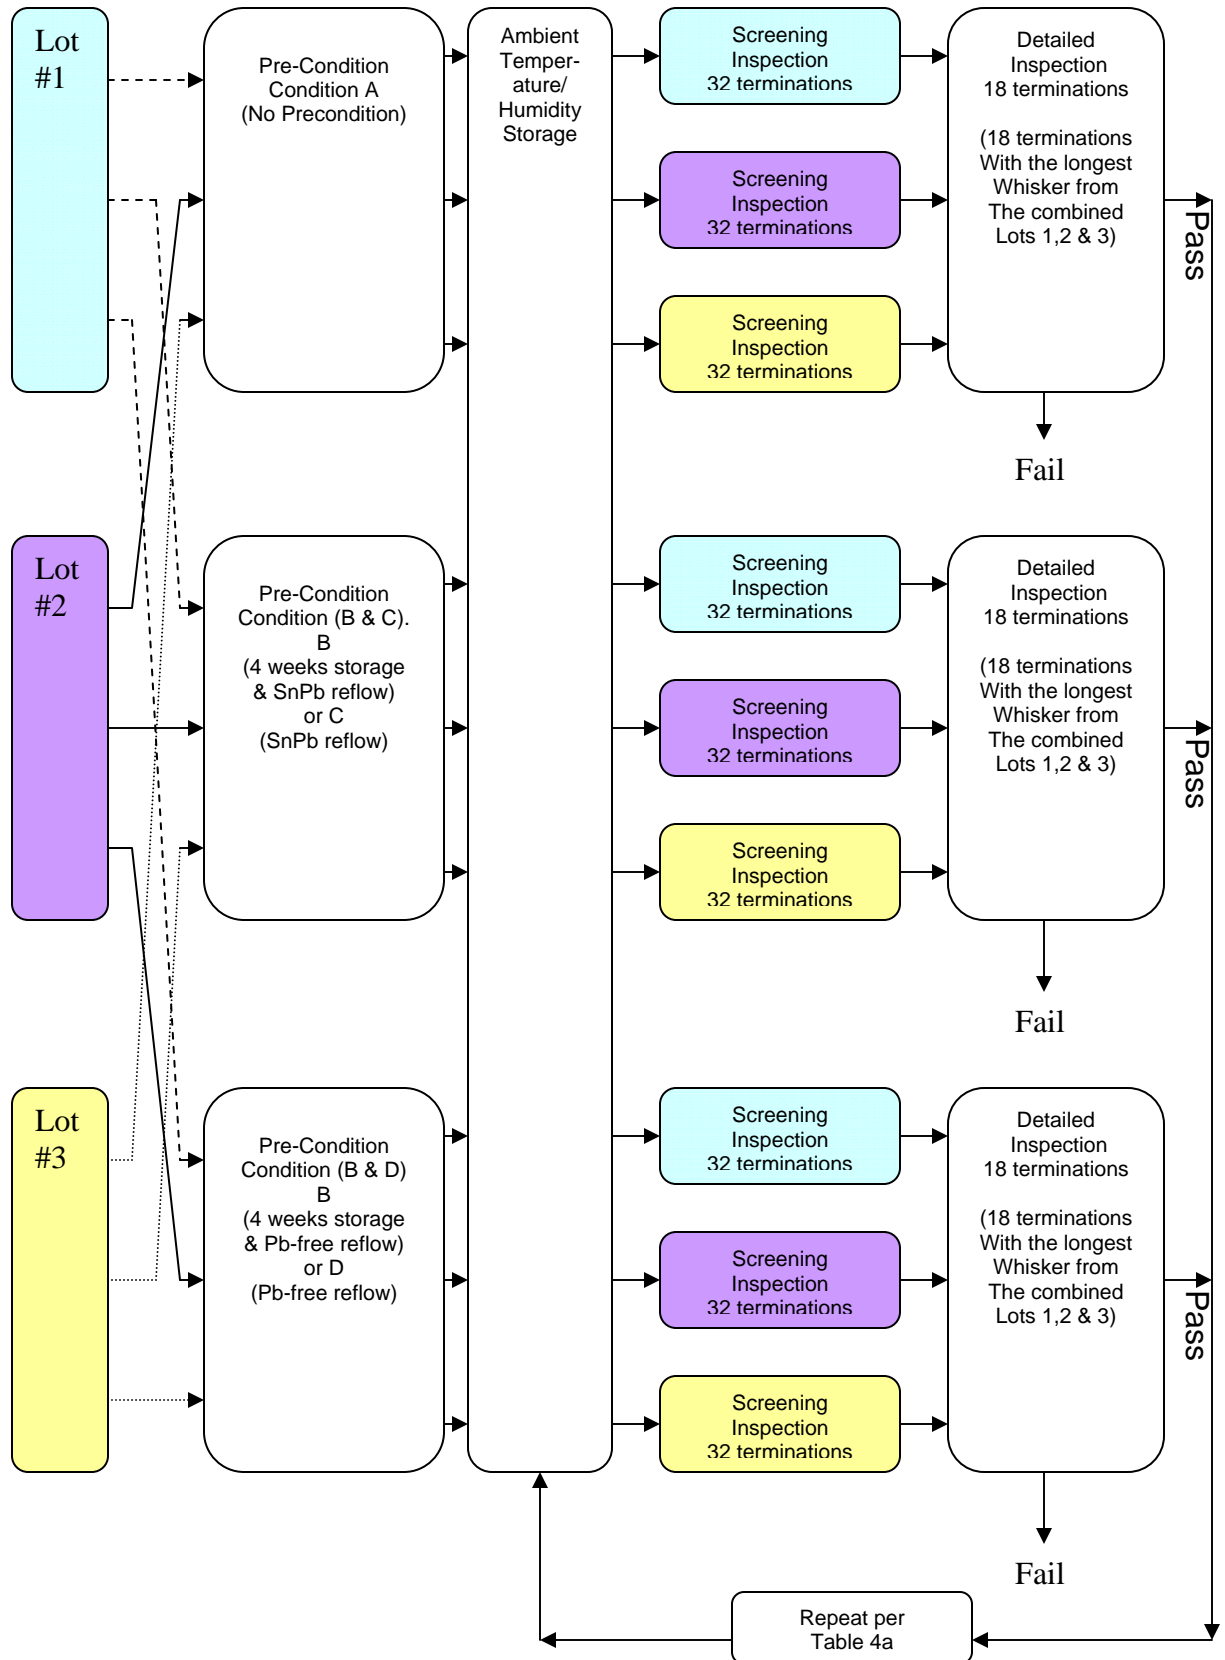 Lot
#1
Pre-Condition
Condition A
(No Precondition)
Ambient
Temper-
ature/
Humidity
Storage
Screening
Inspection
32 terminations
Screening
Inspection
32 terminations
Screening
Inspection
32 terminations
Detailed
Inspection
18 terminations
(18 terminations
With the longest
Whisker from
The combined
Lots 1,2 & 3)
Pass
Fail
Lot
#2
Pre-Condition
Condition (B & C).
B
(4 weeks storage
& SnPb reflow)
or C
(SnPb reflow)
Screening
Inspection
32 terminations
Screening
Inspection
32 terminations
Screening
Inspection
32 terminations
Detailed
Inspection
18 terminations
(18 terminations
With the longest
Whisker from
The combined
Lots 1,2 & 3)
Pass
Fail
Lot
#3
Pre-Condition
Condition (B & D)
B
(4 weeks storage
& Pb-free reflow)
or D
(Pb-free reflow)
Screening
Inspection
32 terminations
Screening
Inspection
32 terminations
Screening
Inspection
32 terminations
Detailed
Inspection
18 terminations
(18 terminations
With the longest
Whisker from
The combined
Lots 1,2 & 3)
Pass
Fail
Repeat per
Table 4a